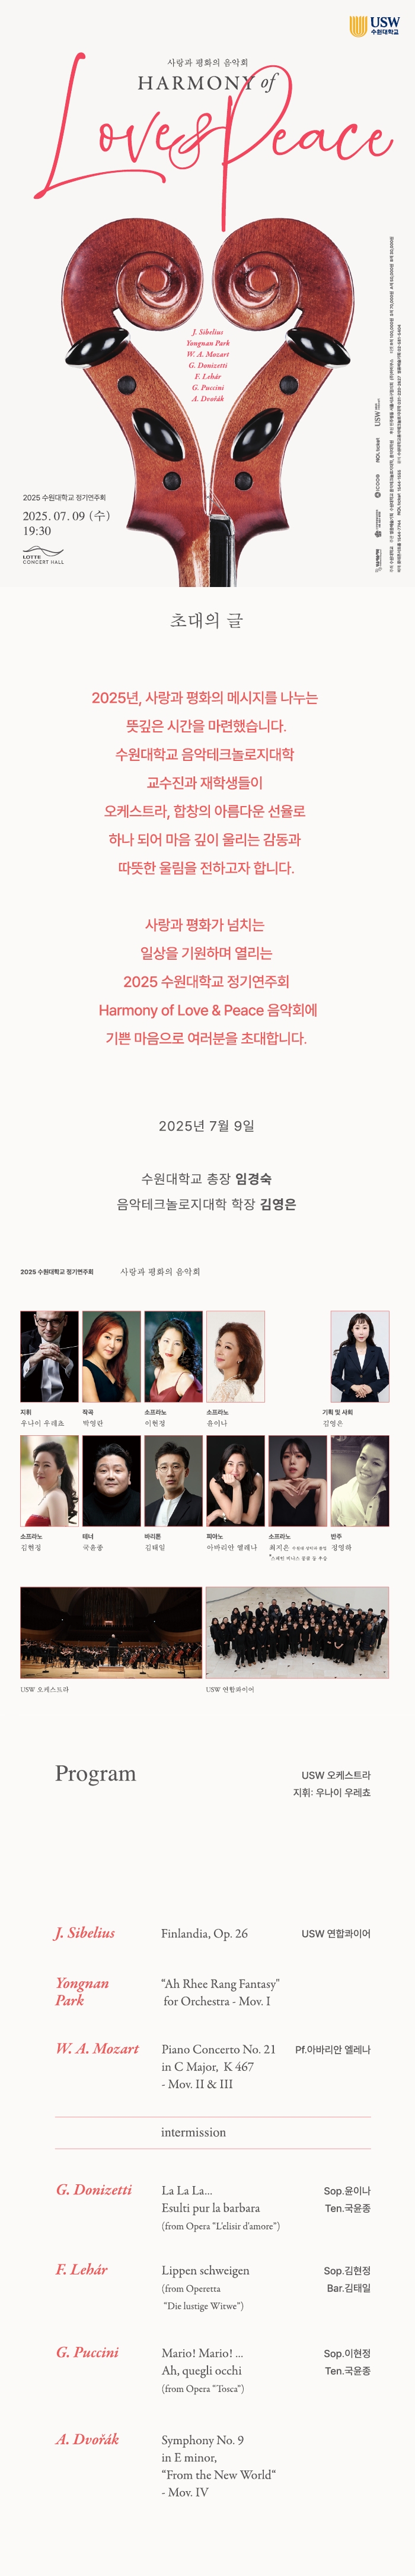 USW
수원대학교
사랑과 평화의 음악회
HARMONY of
Love & Peace
J. Sibelius
Yongnan Park
W. A. Mozart
G. Donizetti
F. Lehár
G. Puccini
A. Dvořák
2025 수원대학교 정기연주회
2025. 07. 09 (수)
19:30
LOTTE
CONCERT HALL
초대의 글
2025년, 사랑과 평화의 메시지를 나누는
뜻깊은 시간을 마련했습니다.
수원대학교 음악테크놀로지대학
교수진과 재학생들이
오케스트라, 합창의 아름다운 선율로
하나 되어 마음 깊이 울리는 감동과
따뜻한 울림을 전하고자 합니다.
사랑과 평화가 넘치는
일상을 기원하며 열리는
2025 수원대학교 정기연주회
Harmony of Love & Peace 음악회에
기쁜 마음으로 여러분을 초대합니다.
2025년 7월 9일
수원대학교 총장 임경숙
음악테크놀로지대학 학장 김영은
2025 수원대학교 정기연주회 사랑과 평화의 음악회
지휘 작곡 소프라노 소프라노 기획 및 사회
우나이 우레쵸 박영란 이현정 윤이나 김영은
소프라노 테너 바리톤 피아노 소프라노 반주
김현정 국윤종 김태일 아바리안 엘레나 최지은 정영하
USW 오케스트라 USW 연합콰이어
Program
USW 오케스트라
지휘: 우나이 우레쵸
J. Sibelius Finlandia, Op. 26 USW 연합콰이어
Yongnan "Ah Rhee Rang Fantasy"
Park for Orchestra - Mov. I
W. A. Mozart Piano Concerto No. 21 Pf.아바리안 엘레나
in C Major, K 467
- Mov. II & III
intermission
G. Donizetti La La La... Sop.윤이나
Esulti pur la barbara Ten.국윤종
(from Opera "L'elisir d'amore")
F. Lehár Lippen schweigen Sop.김현정
(from Operetta Bar.김태일
"Die lustige Witwe")
G. Puccini Mario! Mario! ... Sop.이현정
Ah, quegli occhi Ten.국윤종
(from Opera "Tosca")
A. Dvořák Symphony No. 9
in E minor,
"From the New World"
- Mov. IV